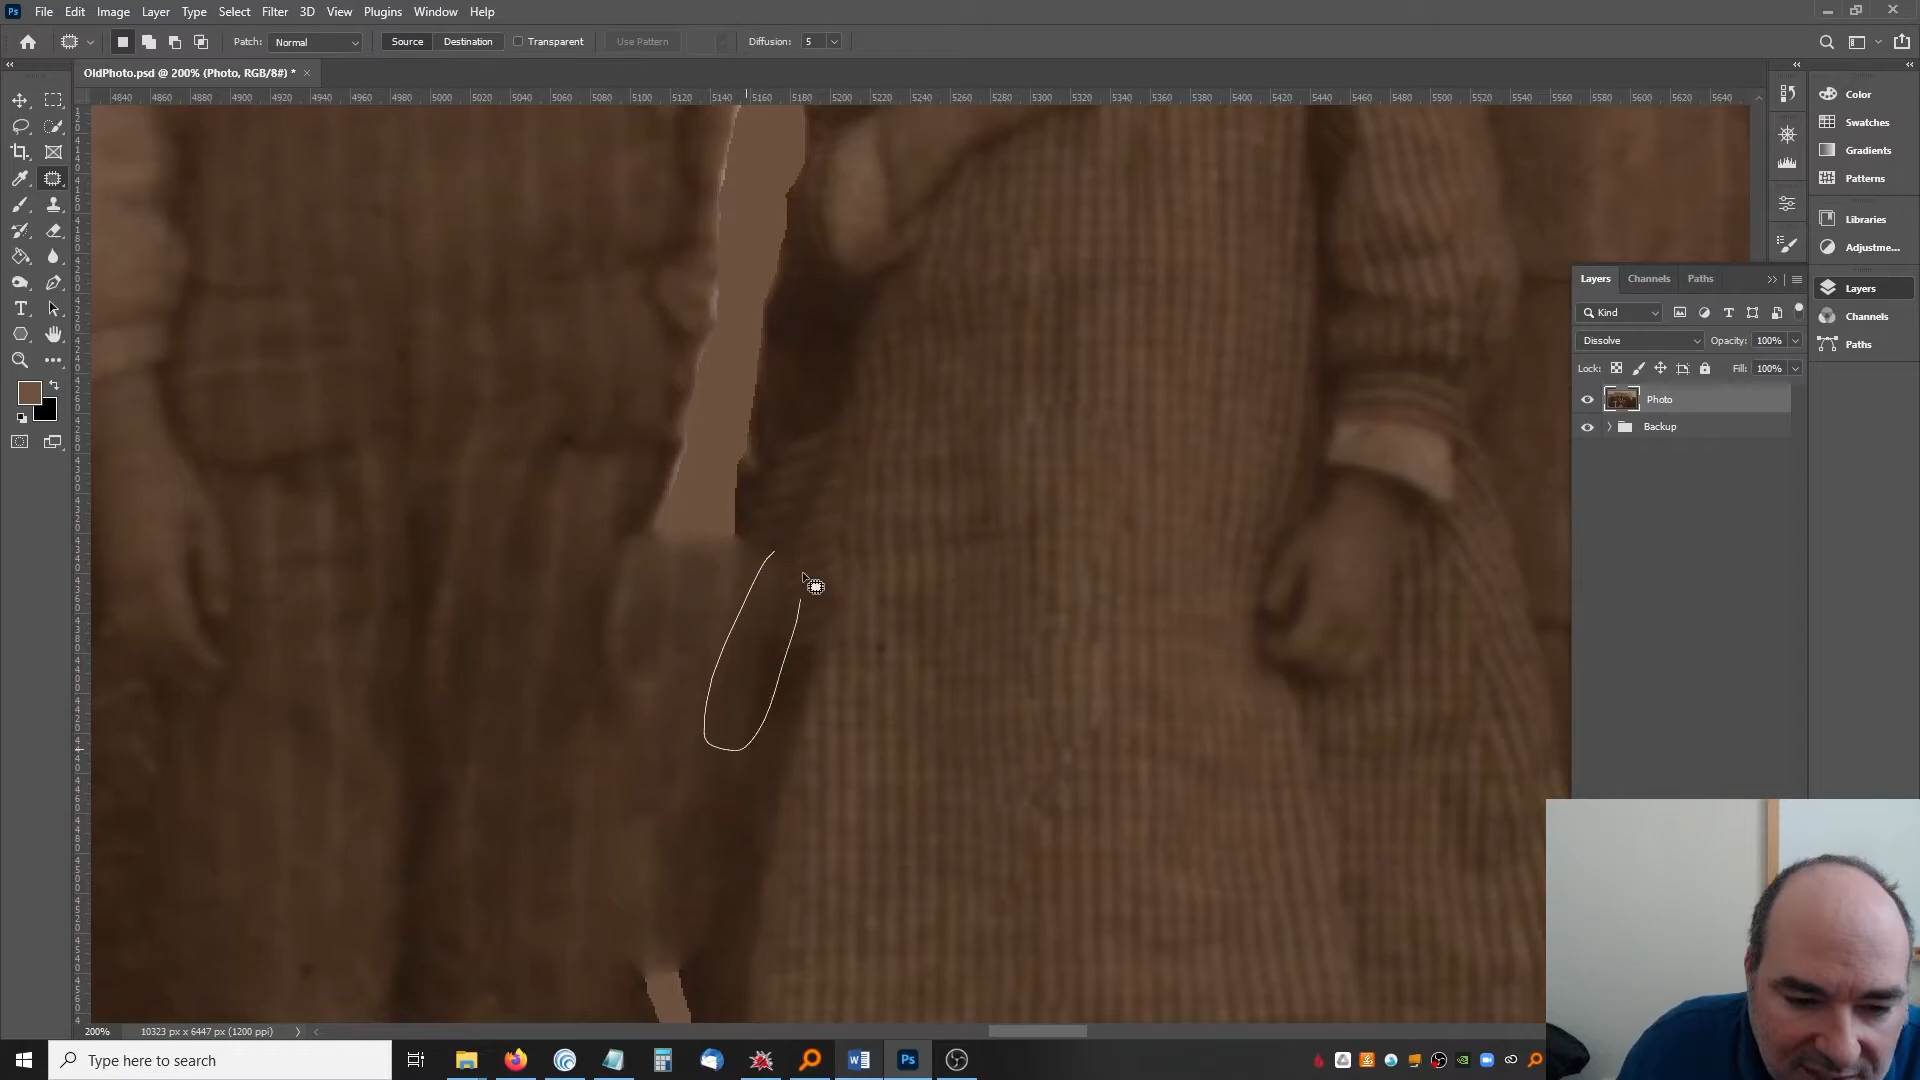 File Edit Image Layer Type Select Filter 3D View Plugins Window Help
Patch: Normal Source Destination Transparent Use Pattern Diffusion: 5
OldPhoto.psd @ 200% (Photo, RGB/8#) *
4840 4860 4880 4900 4920 4940 4960 4980 5000 5020 5040 5060 5080 5100 5120 5140 5160 5180 5200 5220 5240 5260 5280 5300 5320 5340 5360 5380 5400 5420 5440 5460 5480 5500 5520 5540 5560 5580 5600 5620 5640
Color
Swatches
Gradients
Patterns
Libraries
Adjustme...
Layers
Channels
Paths
Layers Channels Paths
Kind
Dissolve Opacity: 100%
Lock: Fill: 100%
Photo
Backup
200% 10323 px x 6447 px (1200 ppi)
Type here to search